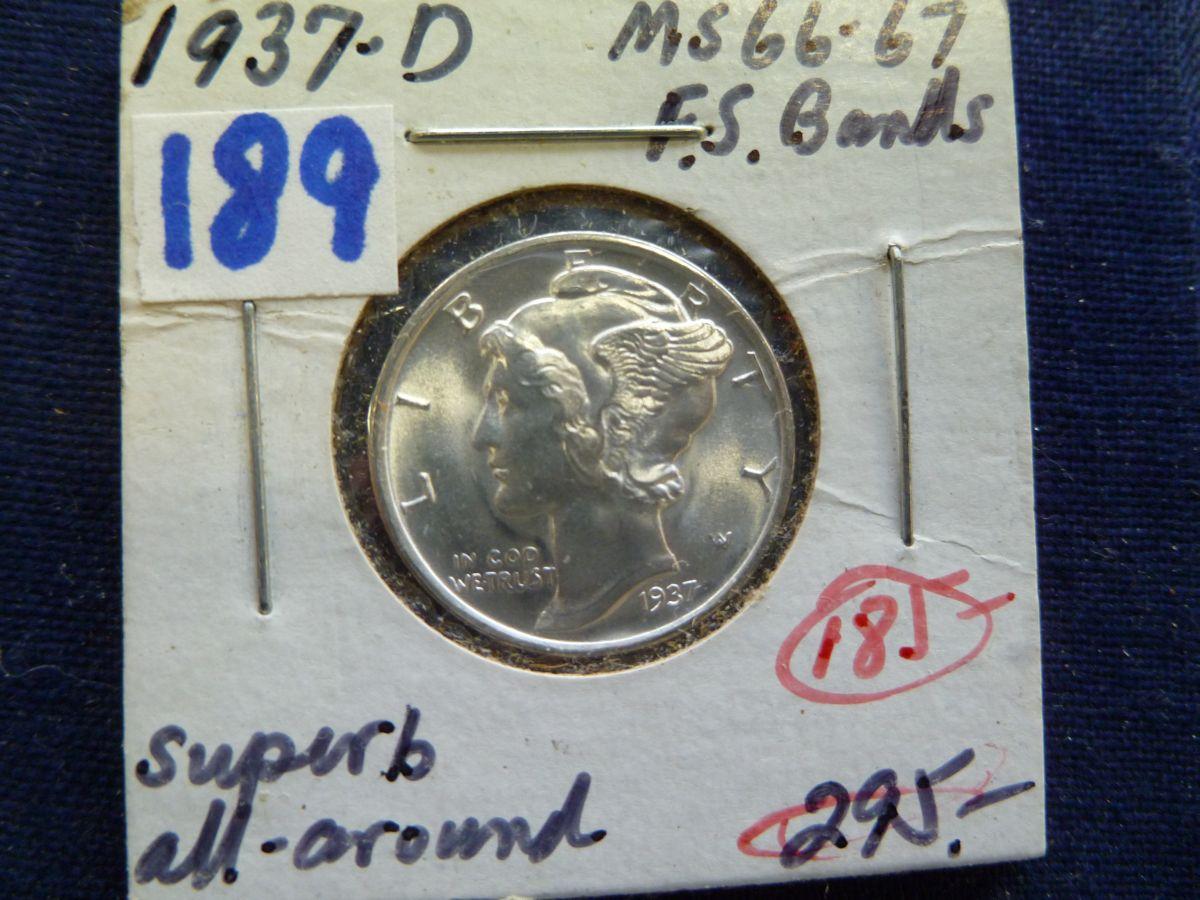 1937-D
MS66-67
F.S. Bands
189
LIBERTY
IN GOD
WE TRUST
1937
185
superb
all-around
295.-